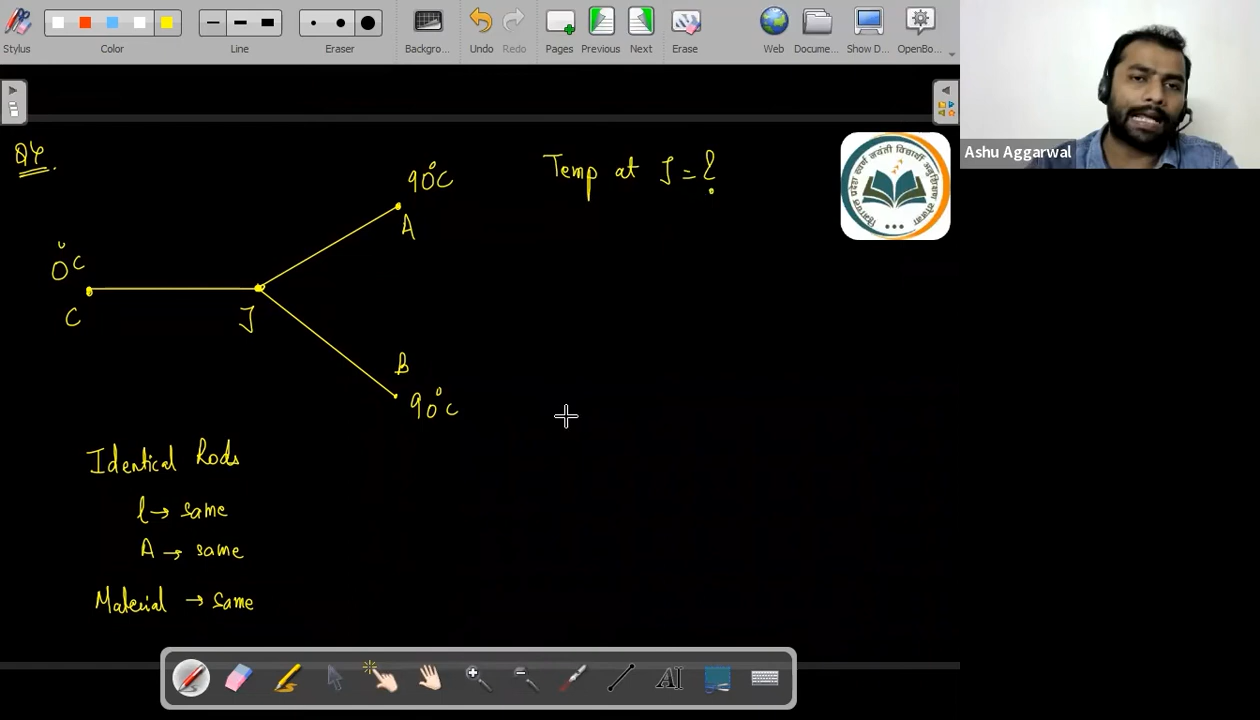 Stylus
Color
Line
Eraser
Backgro...
Undo
Redo
Pages
Previous
Next
Erase
Web
Docume...
Show D...
OpenBo...
Ashu Aggarwal
Q4.
90°C
A
Temp at J = ?
0°C
C
J
B
90°C
Identical Rods
l → same
A → same
Material → same
AI